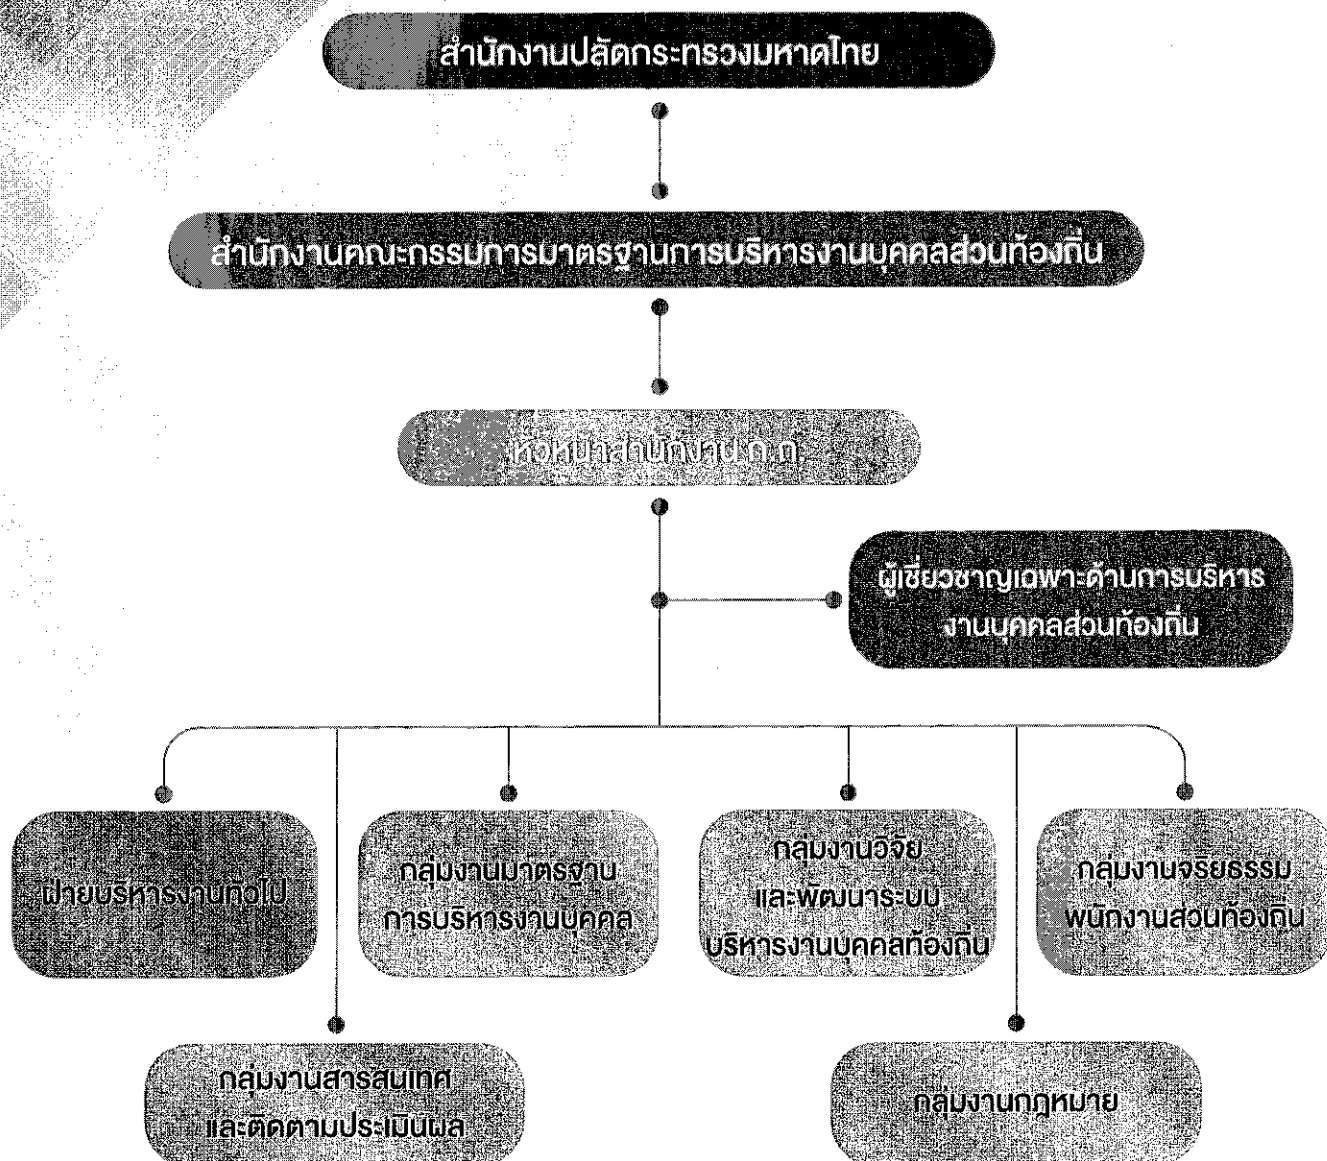 สำนักงานปลัดกระทรวงมหาดไทย
สำนักงานคณะกรรมการมาตรฐานการบริหารงานบุคคลส่วนท้องถิ่น
หัวหน้าสำนักงาน ก.ถ.
ผู้เชี่ยวชาญเฉพาะด้านการบริหาร
งานบุคคลส่วนท้องถิ่น
ฝ่ายบริหารงานทั่วไป
กลุ่มงานมาตรฐาน
การบริหารงานบุคคล
กลุ่มงานวิจัย
และพัฒนาระบบ
บริหารงานบุคคลท้องถิ่น
กลุ่มงานจริยธรรม
พนักงานส่วนท้องถิ่น
กลุ่มงานสารสนเทศ
และติดตามประเมินผล
กลุ่มงานกฎหมาย